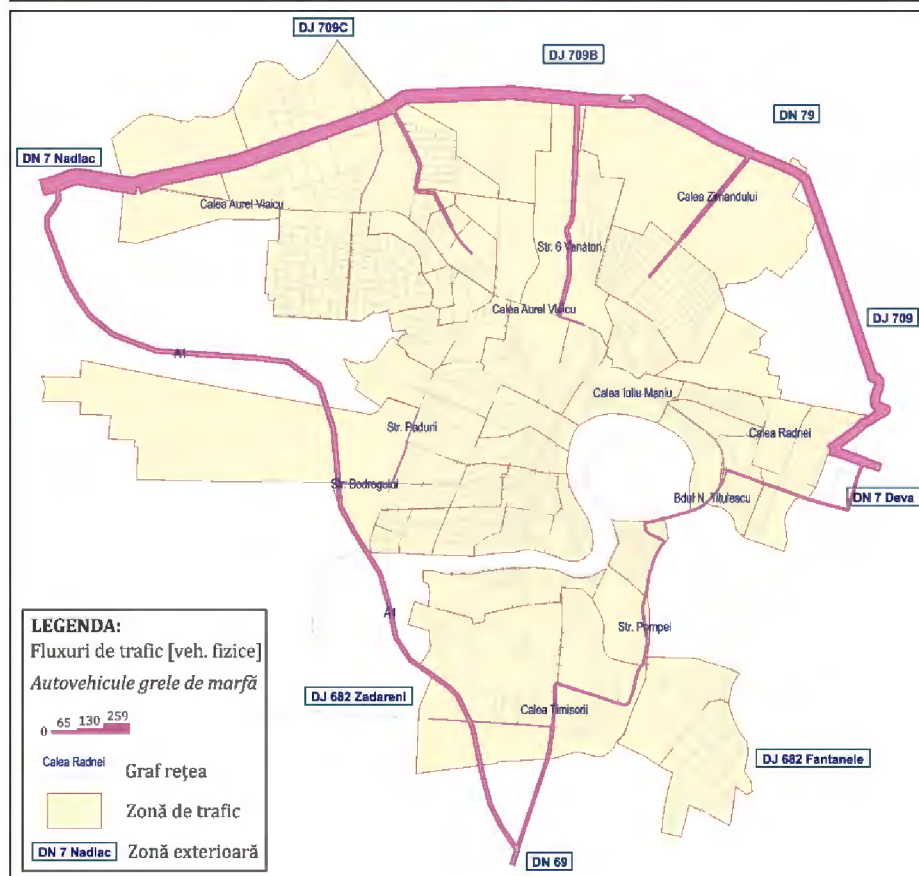 DJ 709C
DJ 709B
DN 79
DN 7 Nadlac
Calea Zimandului
Calea Aurel Vlaicu
Str. 6 Vanatori
Calea Aurel Vlaicu
DJ 709
A1
Calea Iuliu Maniu
Str. Padurii
Calea Radnei
Str. Bodrogului
Bdul N. Titulescu
DN 7 Deva
A1
Str. Pompei
DJ 682 Zadareni
Calea Timisorii
DJ 682 Fantanele
DN 69
LEGENDA:
Fluxuri de trafic [veh. fizice]
Autovehicule grele de marfă
0 65 130 259
Calea Radnei Graf rețea
Zonă de trafic
DN 7 Nadlac Zonă exterioară